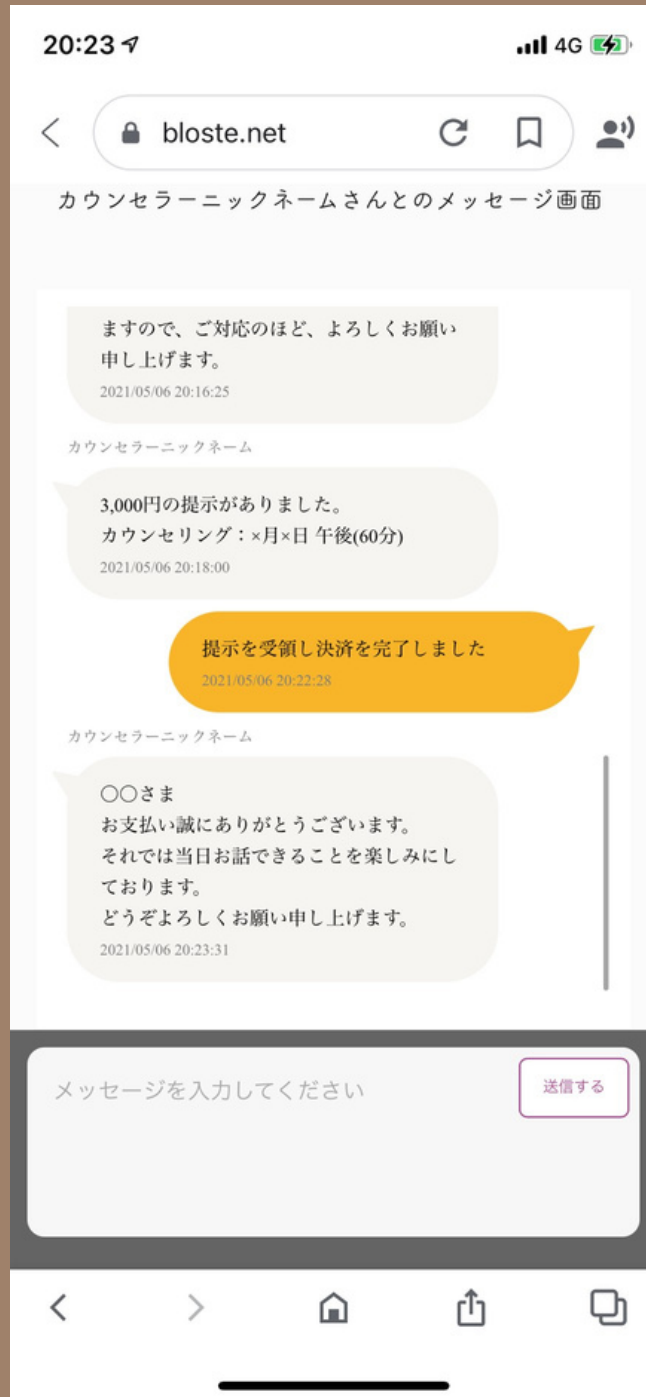 20:23
4G
bloste.net
カウンセラーニックネームさんとのメッセージ画面
ますので、ご対応のほど、よろしくお願い
申し上げます。
2021/05/06 20:16:25
カウンセラーニックネーム
3,000円の提示がありました。
カウンセリング：×月×日 午後(60分)
2021/05/06 20:18:00
提示を受領し決済を完了しました
2021/05/06 20:22:28
カウンセラーニックネーム
〇〇さま
お支払い誠にありがとうございます。
それでは当日お話できることを楽しみにし
ております。
どうぞよろしくお願い申し上げます。
2021/05/06 20:23:31
メッセージを入力してください
送信する